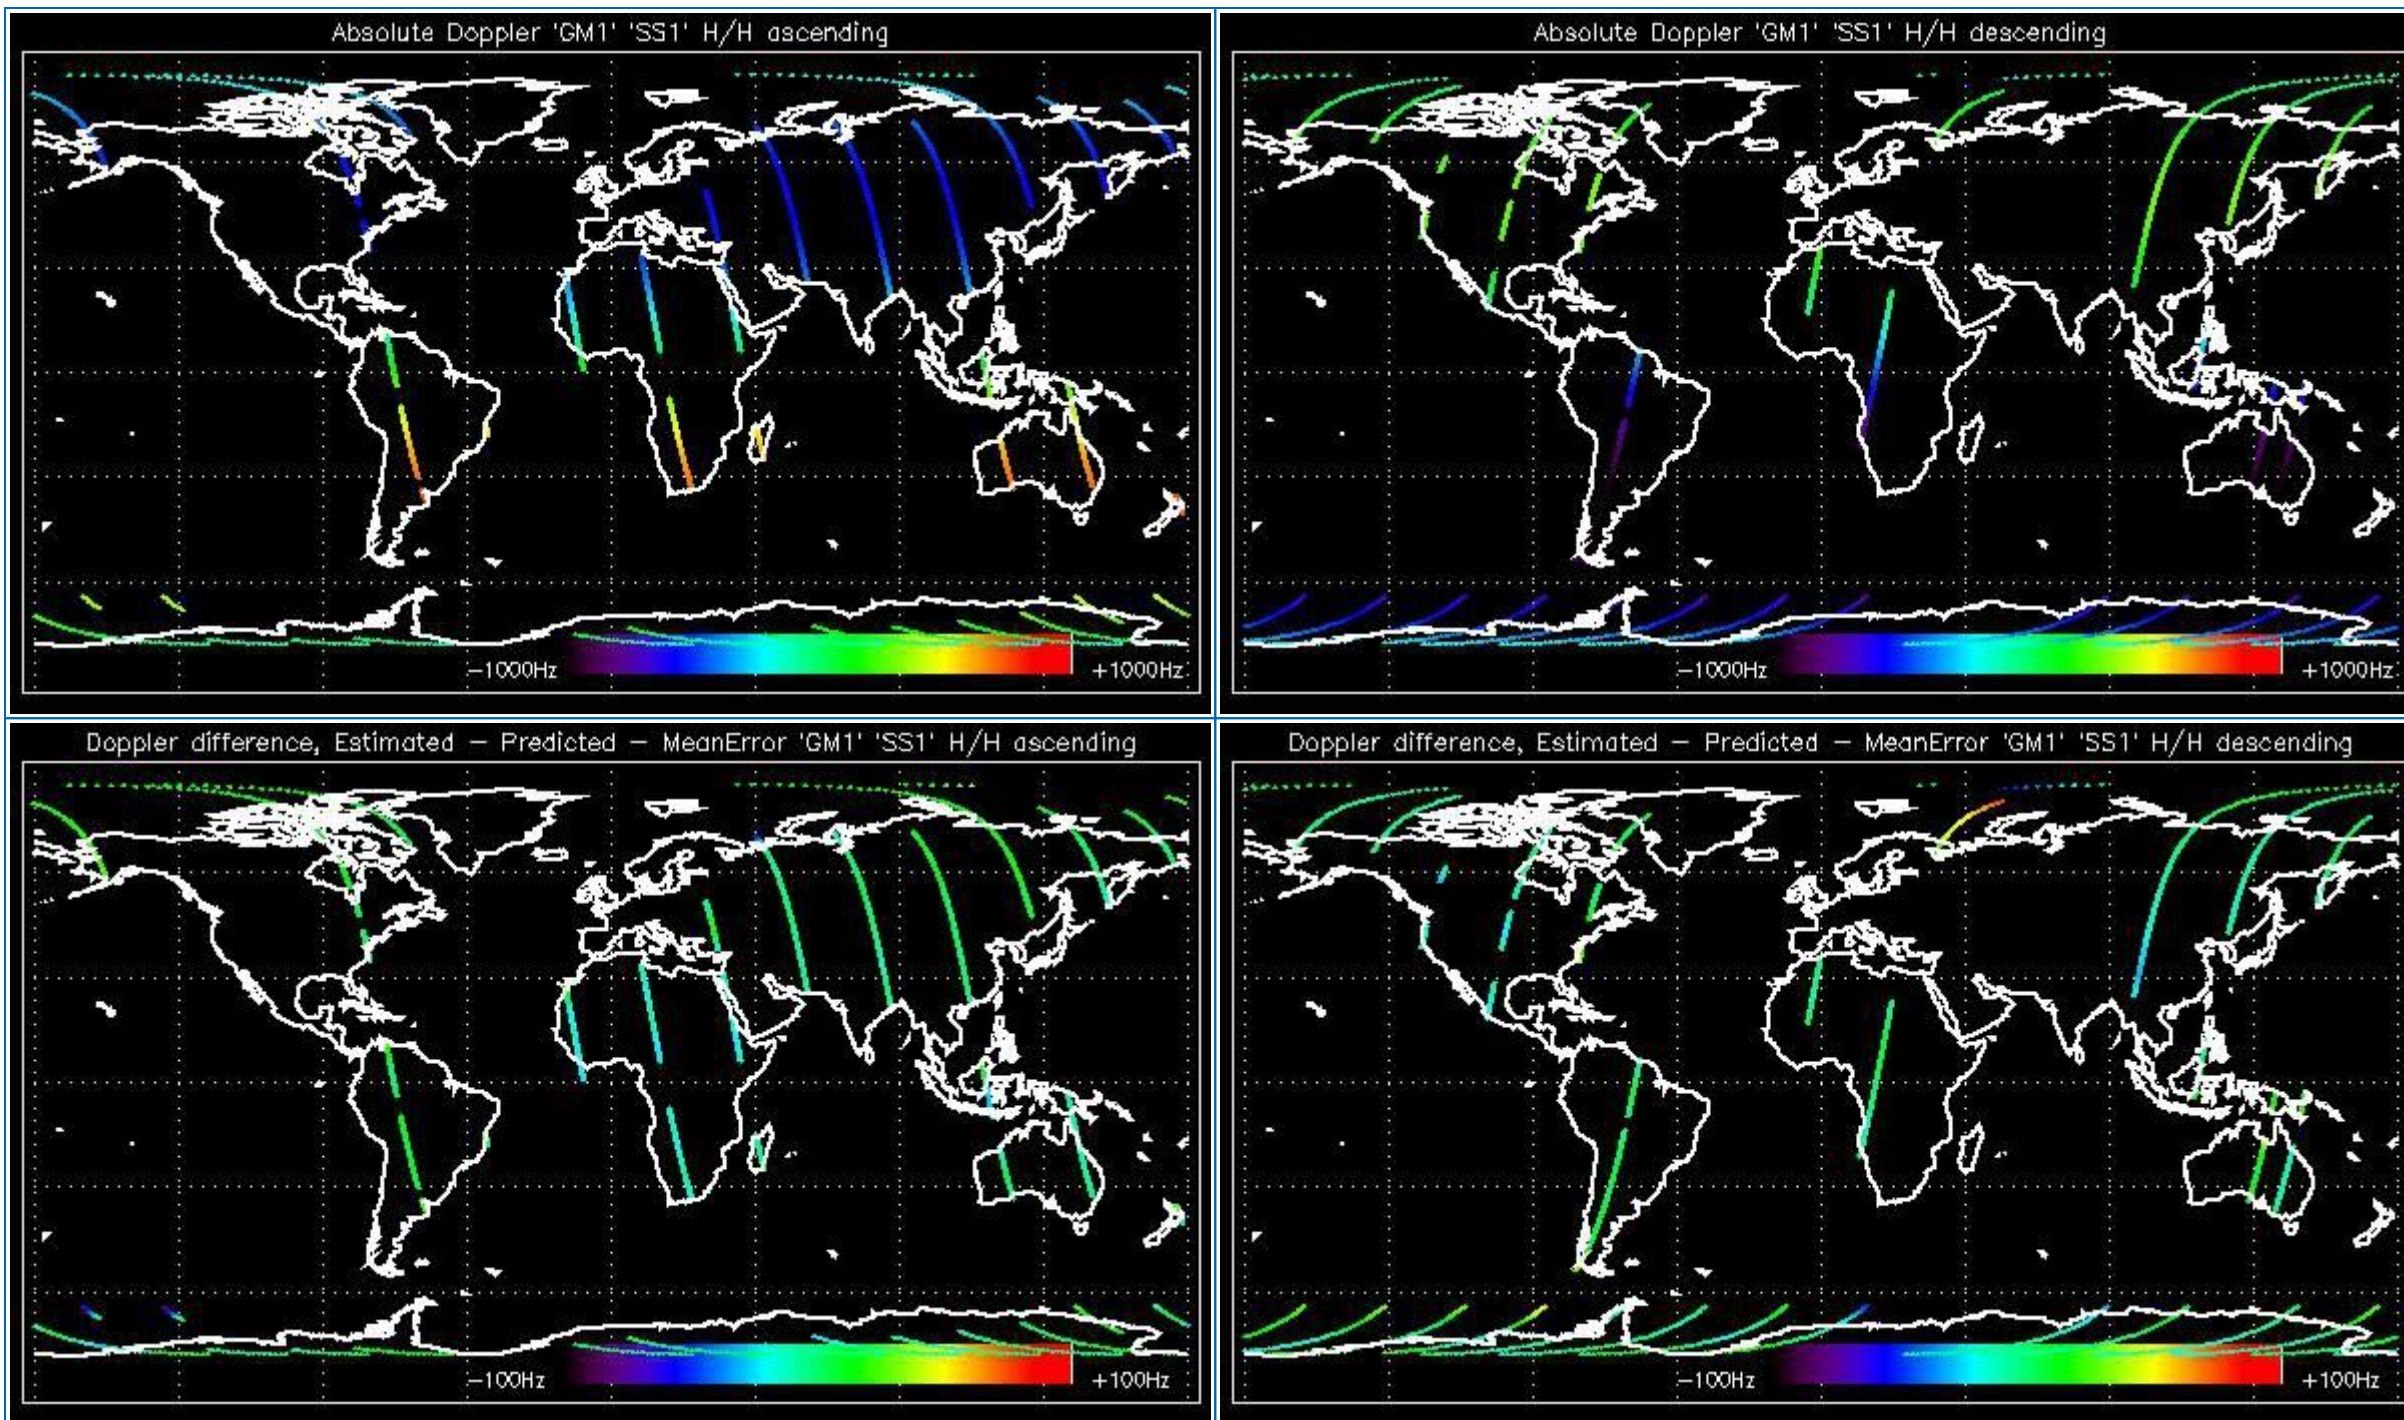 Absolute Doppler 'GM1' 'SS1' H/H ascending
-1000Hz
+1000Hz
Absolute Doppler 'GM1' 'SS1' H/H descending
-1000Hz
+1000Hz
Doppler difference, Estimated - Predicted - MeanError 'GM1' 'SS1' H/H ascending
-100Hz
+100Hz
Doppler difference, Estimated - Predicted - MeanError 'GM1' 'SS1' H/H descending
-100Hz
+100Hz